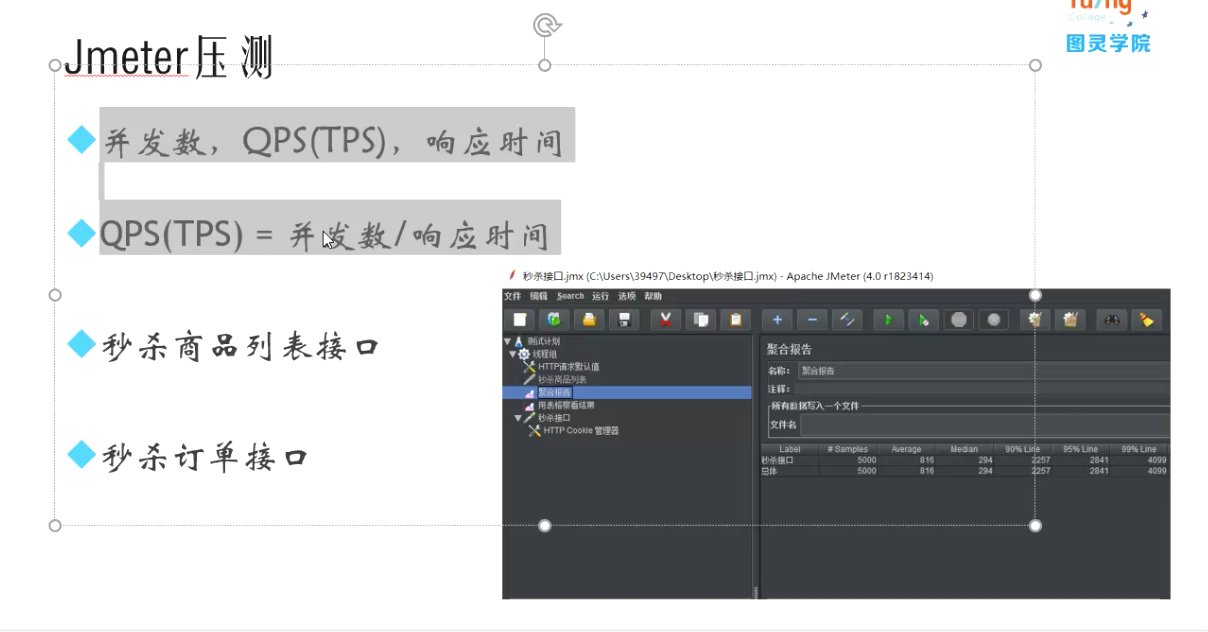 College
图灵学院
Jmeter压测
并发数，QPS(TPS)，响应时间
QPS(TPS) = 并发数/响应时间
秒杀商品列表接口
秒杀订单接口
秒杀接口.jmx (C:\Users\39497\Desktop\秒杀接口.jmx) - Apache JMeter (4.0 r1823414)
文件 编辑 Search 运行 选项 帮助
测试计划
线程组
HTTP请求默认值
秒杀商品列表
聚合报告
用表格察看结果
秒杀接口
HTTP Cookie 管理器
聚合报告
名称： 聚合报告
注释：
所有数据写入一个文件
文件名
Label # Samples Average Median 90% Line 95% Line 99% Line
秒杀接口 5000 816 294 2257 2841 4099
总体 5000 816 294 2257 2841 4099